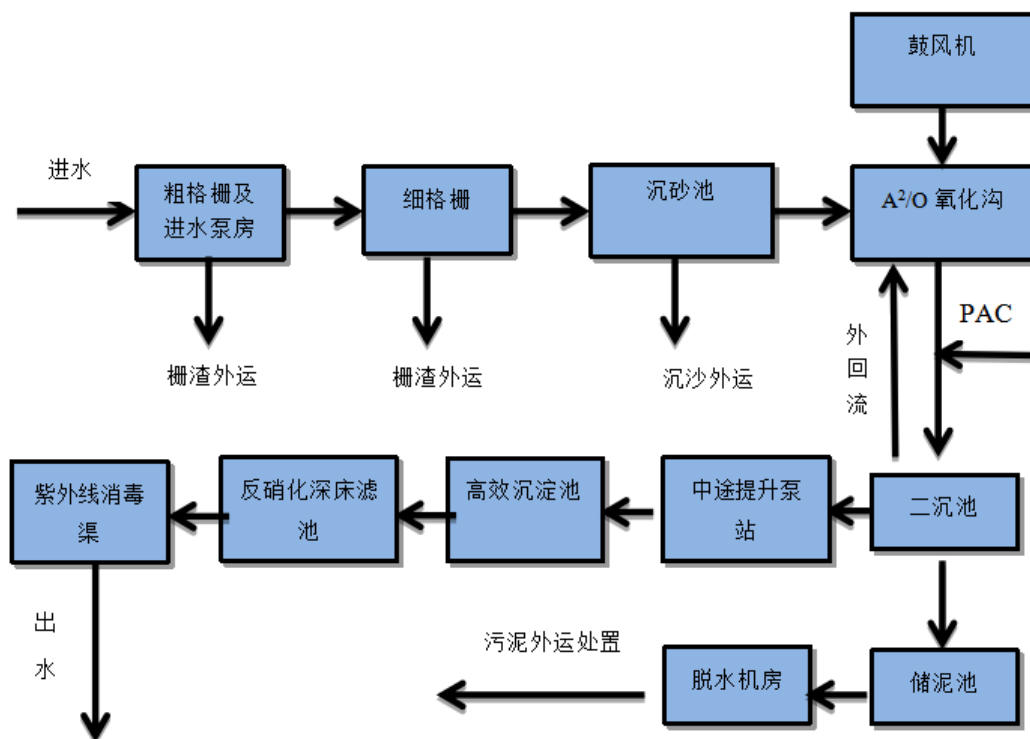 鼓风机
进水
粗格栅及
进水泵房
细格栅
沉砂池
A²/O 氧化沟
栅渣外运
栅渣外运
沉沙外运
外
回
流
PAC
紫外线消毒
渠
反硝化深床滤
池
高效沉淀池
中途提升泵
站
二沉池
出
水
污泥外运处置
脱水机房
储泥池